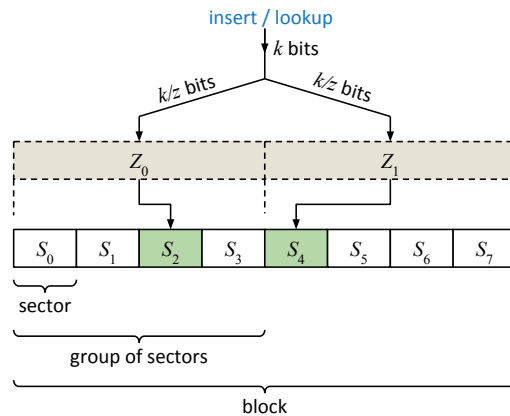 insert / lookup
k bits
k/z bits k/z bits
Z₀ Z₁
S₀ S₁ S₂ S₃ S₄ S₅ S₆ S₇
sector
group of sectors
block